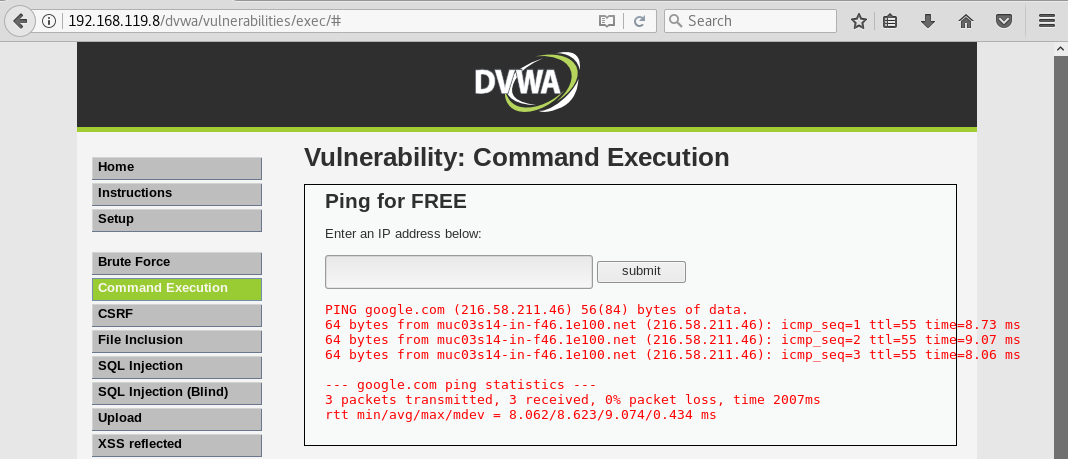 192.168.119.8/dvwa/vulnerabilities/exec/#
Search
DVWA
Home
Instructions
Setup
Brute Force
Command Execution
CSRF
File Inclusion
SQL Injection
SQL Injection (Blind)
Upload
XSS reflected
Vulnerability: Command Execution
Ping for FREE
Enter an IP address below:
submit
PING google.com (216.58.211.46) 56(84) bytes of data.
64 bytes from muc03s14-in-f46.1e100.net (216.58.211.46): icmp_seq=1 ttl=55 time=8.73 ms
64 bytes from muc03s14-in-f46.1e100.net (216.58.211.46): icmp_seq=2 ttl=55 time=9.07 ms
64 bytes from muc03s14-in-f46.1e100.net (216.58.211.46): icmp_seq=3 ttl=55 time=8.06 ms
--- google.com ping statistics ---
3 packets transmitted, 3 received, 0% packet loss, time 2007ms
rtt min/avg/max/mdev = 8.062/8.623/9.074/0.434 ms